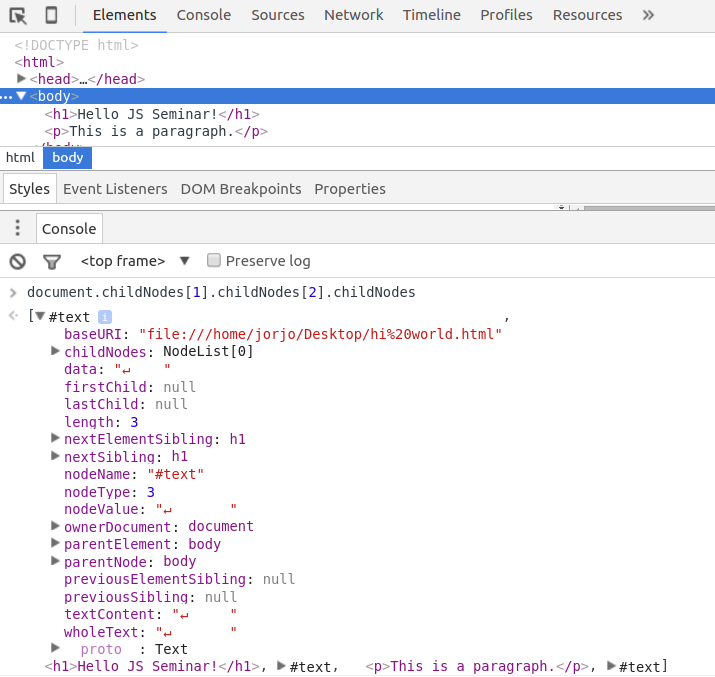 Elements Console Sources Network Timeline Profiles Resources »
<!DOCTYPE html>
<html>
▶<head>…</head>
…▼<body>
<h1>Hello JS Seminar!</h1>
<p>This is a paragraph.</p>
html body
Styles Event Listeners DOM Breakpoints Properties
Console
<top frame> ▼ Preserve log
> document.childNodes[1].childNodes[2].childNodes
[▼#text i ,
baseURI: "file:///home/jorjo/Desktop/hi%20world.html"
▶childNodes: NodeList[0]
data: "↵    "
firstChild: null
lastChild: null
length: 3
▶nextElementSibling: h1
▶nextSibling: h1
nodeName: "#text"
nodeType: 3
nodeValue: "↵    "
▶ownerDocument: document
▶parentElement: body
▶parentNode: body
previousElementSibling: null
previousSibling: null
textContent: "↵    "
wholeText: "↵    "
▶ proto : Text
<h1>Hello JS Seminar!</h1>, ▶#text, <p>This is a paragraph.</p>, ▶#text]